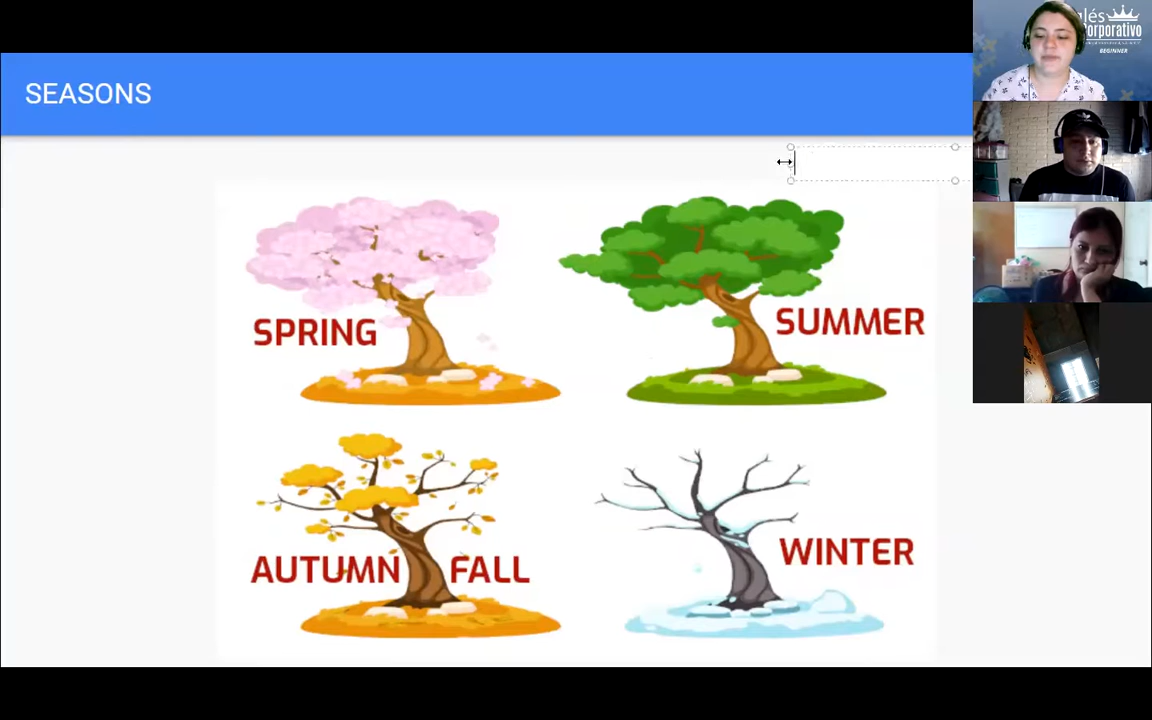 SEASONS
SPRING
SUMMER
AUTUMN FALL
WINTER
Corporativo
BEGINNER